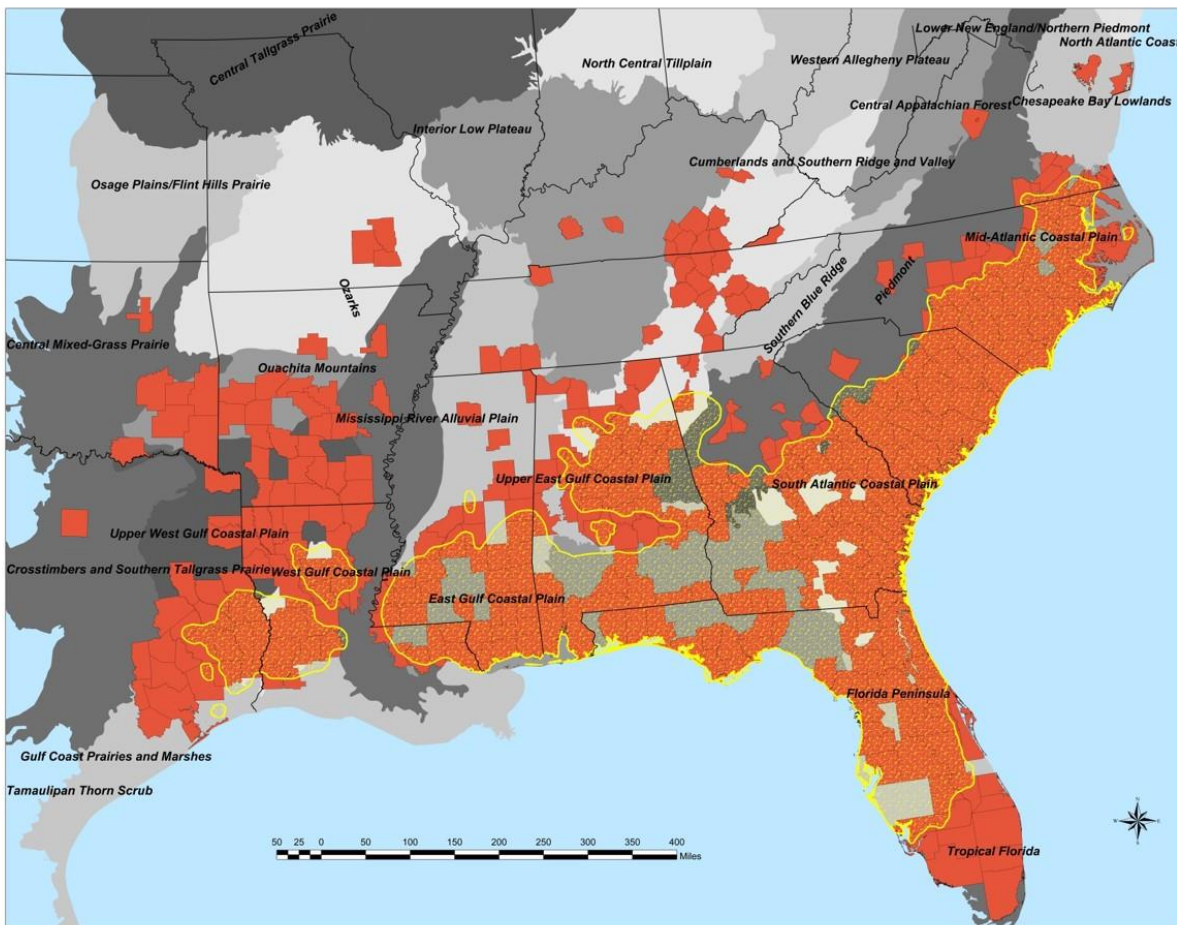 Lower New England/Northern Piedmont
North Atlantic Coast
Central Tallgrass Prairie
North Central Tillplain
Western Allegheny Plateau
Central Appalachian Forest
Chesapeake Bay Lowlands
Interior Low Plateau
Cumberlands and Southern Ridge and Valley
Osage Plains/Flint Hills Prairie
Mid-Atlantic Coastal Plain
Ozarks
Southern Blue Ridge
Piedmont
Central Mixed-Grass Prairie
Ouachita Mountains
Mississippi River Alluvial Plain
Upper East Gulf Coastal Plain
South Atlantic Coastal Plain
Upper West Gulf Coastal Plain
Crosstimbers and Southern Tallgrass Prairie
West Gulf Coastal Plain
East Gulf Coastal Plain
Florida Peninsula
Gulf Coast Prairies and Marshes
Tamaulipan Thorn Scrub
50 25 0 50 100 150 200 250 300 350 400
Miles
Tropical Florida
N
W E
S